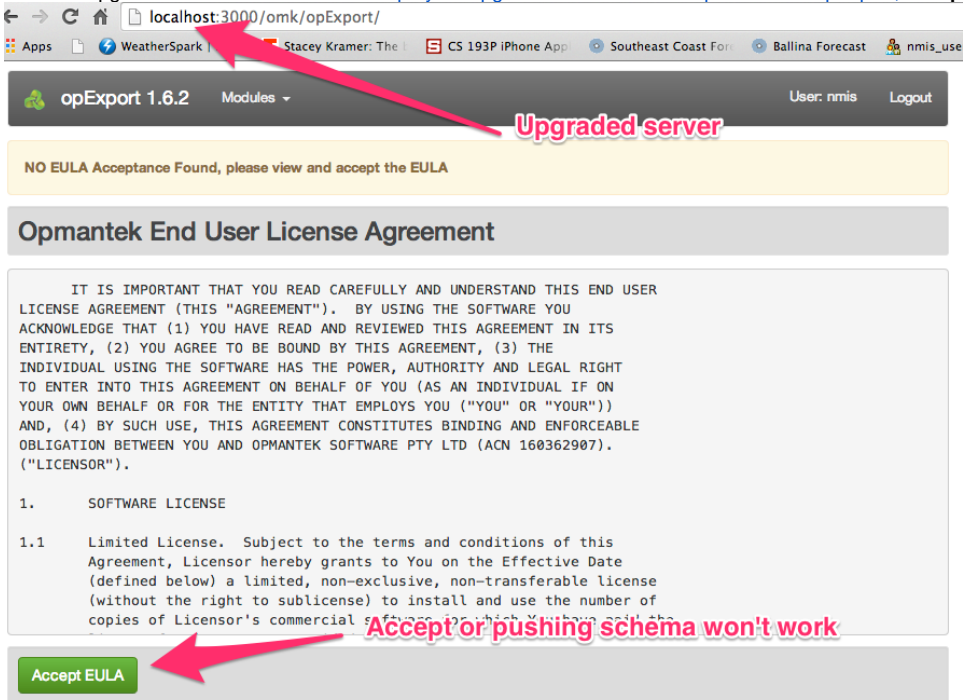 localhost:3000/omk/opExport/
Apps WeatherSpark Stacey Kramer: The CS 193P iPhone App Southeast Coast For Ballina Forecast nmis_use
opExport 1.6.2 Modules User: nmis Logout
Upgraded server
NO EULA Acceptance Found, please view and accept the EULA
Opmantek End User License Agreement
IT IS IMPORTANT THAT YOU READ CAREFULLY AND UNDERSTAND THIS END USER
LICENSE AGREEMENT (THIS "AGREEMENT"). BY USING THE SOFTWARE YOU
ACKNOWLEDGE THAT (1) YOU HAVE READ AND REVIEWED THIS AGREEMENT IN ITS
ENTIRETY, (2) YOU AGREE TO BE BOUND BY THIS AGREEMENT, (3) THE
INDIVIDUAL USING THE SOFTWARE HAS THE POWER, AUTHORITY AND LEGAL RIGHT
TO ENTER INTO THIS AGREEMENT ON BEHALF OF YOU (AS AN INDIVIDUAL IF ON
YOUR OWN BEHALF OR FOR THE ENTITY THAT EMPLOYS YOU ("YOU" OR "YOUR"))
AND, (4) BY SUCH USE, THIS AGREEMENT CONSTITUTES BINDING AND ENFORCEABLE
OBLIGATION BETWEEN YOU AND OPMANTEK SOFTWARE PTY LTD (ACN 160362907).
("LICENSOR").
1. SOFTWARE LICENSE
1.1 Limited License. Subject to the terms and conditions of this
Agreement, Licensor hereby grants to You on the Effective Date
(defined below) a limited, non-exclusive, non-transferable license
(without the right to sublicense) to install and use the number of
copies of Licensor's commercial software for which You have paid the
Accept or pushing schema won't work
Accept EULA